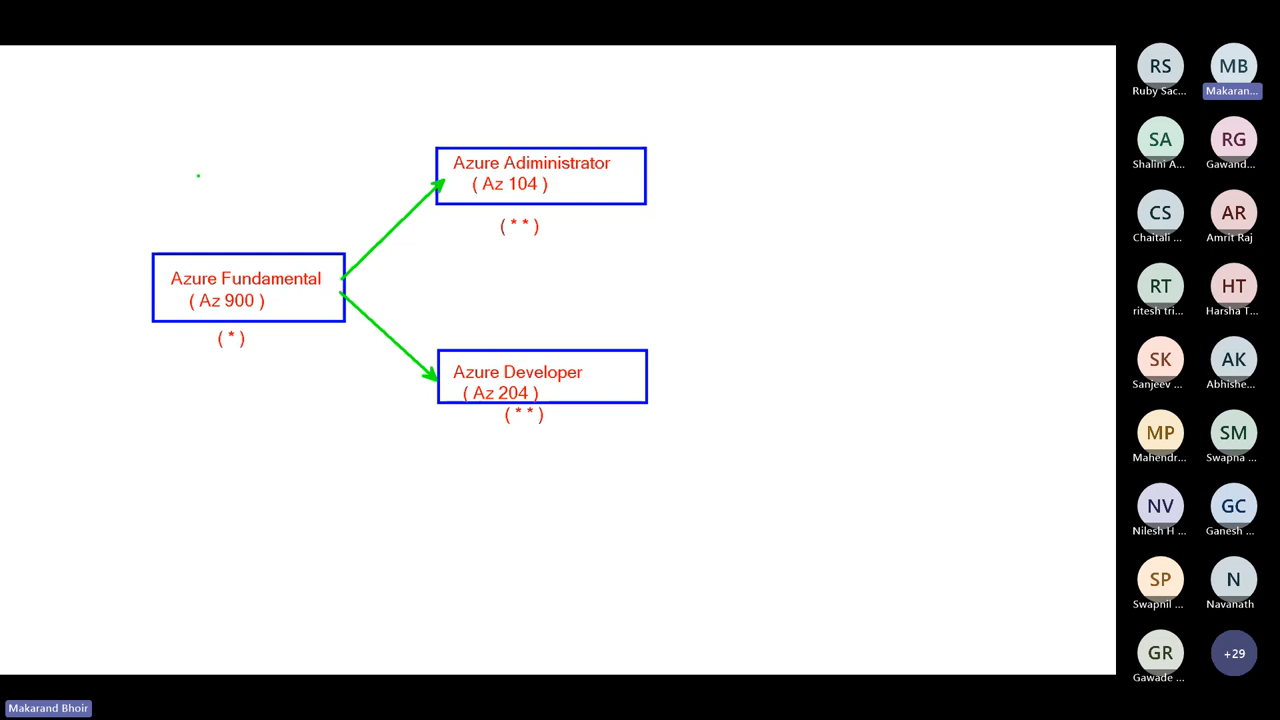 Azure Adiministrator
( Az 104 )
( * * )
Azure Fundamental
( Az 900 )
( * )
Azure Developer
( Az 204 )
( * * )
RS
Ruby Sac...
MB
Makaran...
SA
Shalini A...
RG
Gawand...
CS
Chaitali ...
AR
Amrit Raj
RT
ritesh tri...
HT
Harsha T...
SK
Sanjeev ...
AK
Abhishe...
MP
Mahendr...
SM
Swapna ...
NV
Nilesh H ...
GC
Ganesh ...
SP
Swapnil ...
N
Navanath
GR
Gawade ...
+29
Makarand Bhoir